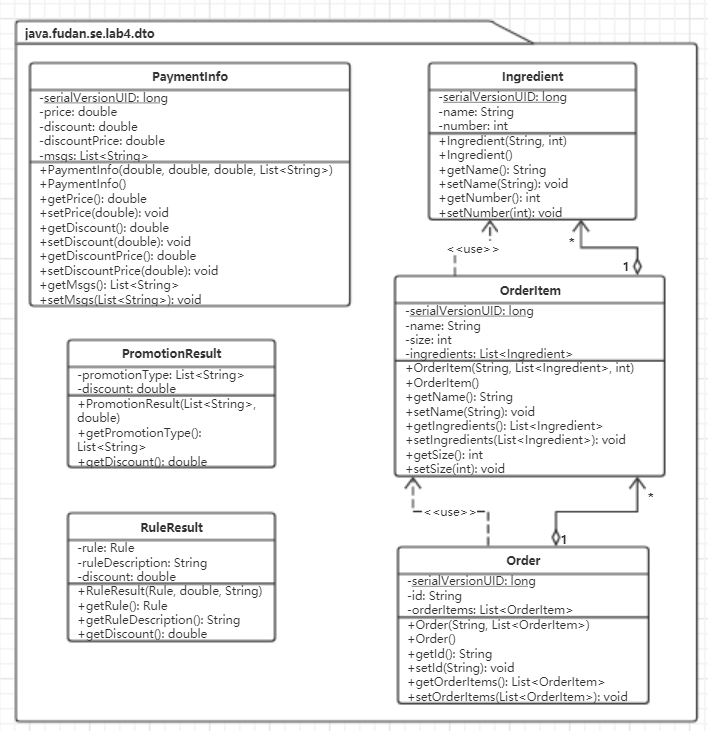 java.fudan.se.lab4.dto
PaymentInfo
-serialVersionUID: long
-price: double
-discount: double
-discountPrice: double
-msgs: List<String>
+PaymentInfo(double, double, double, List<String>)
+PaymentInfo()
+getPrice(): double
+setPrice(double): void
+getDiscount(): double
+setDiscount(double): void
+getDiscountPrice(): double
+setDiscountPrice(double): void
+getMsgs(): List<String>
+setMsgs(List<String>): void
Ingredient
-serialVersionUID: long
-name: String
-number: int
+Ingredient(String, int)
+Ingredient()
+getName(): String
+setName(String): void
+getNumber(): int
+setNumber(int): void
<<use>>
*
1
OrderItem
-serialVersionUID: long
-name: String
-size: int
-ingredients: List<Ingredient>
+OrderItem(String, List<Ingredient>, int)
+OrderItem()
+getName(): String
+setName(String): void
+getIngredients(): List<Ingredient>
+setIngredients(List<Ingredient>): void
+getSize(): int
+setSize(int): void
PromotionResult
-promotionType: List<String>
-discount: double
+PromotionResult(List<String>,
double)
+getPromotionType():
List<String>
+getDiscount(): double
<<use>>
*
1
RuleResult
-rule: Rule
-ruleDescription: String
-discount: double
+RuleResult(Rule, double, String)
+getRule(): Rule
+getRuleDescription(): String
+getDiscount(): double
Order
-serialVersionUID: long
-id: String
-orderItems: List<OrderItem>
+Order(String, List<OrderItem>)
+Order()
+getId(): String
+setId(String): void
+getOrderItems(): List<OrderItem>
+setOrderItems(List<OrderItem>): void